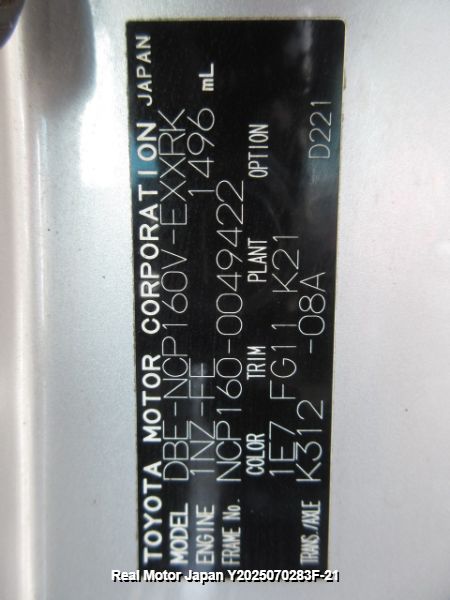 TOYOTA MOTOR CORPORATION JAPAN
MODEL DBE-NCP160V-EXXRK
ENGINE 1NZ-FE 1496 mL
FRAME No. NCP160-0049422
COLOR TRIM PLANT OPTION
1E7 FG11 K21
TRANS./AXLE K312 -08A D221
Real Motor Japan Y2025070283F-21